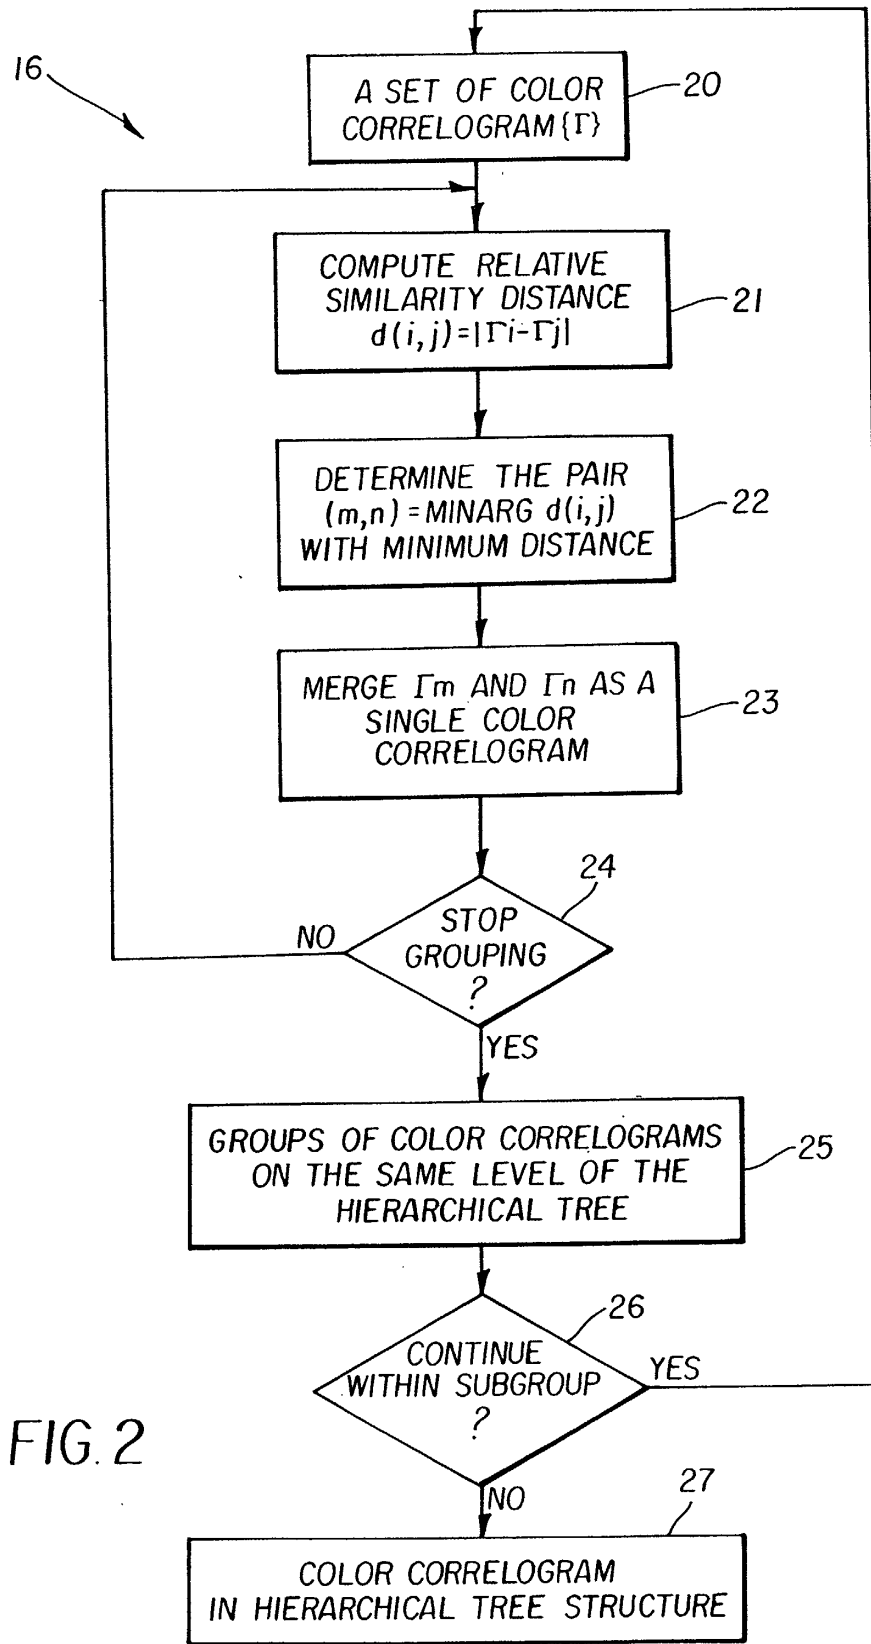 16
A SET OF COLOR
CORRELOGRAM {Γ}
20
COMPUTE RELATIVE
SIMILARITY DISTANCE
d(i,j)=|Γi-Γj|
21
DETERMINE THE PAIR
(m,n)=MINARG d(i,j)
WITH MINIMUM DISTANCE
22
MERGE Γm AND Γn AS A
SINGLE COLOR
CORRELOGRAM
23
24
STOP
GROUPING
?
NO
YES
GROUPS OF COLOR CORRELOGRAMS
ON THE SAME LEVEL OF THE
HIERARCHICAL TREE
25
26
CONTINUE
WITHIN SUBGROUP
?
YES
NO
FIG. 2
27
COLOR CORRELOGRAM
IN HIERARCHICAL TREE STRUCTURE